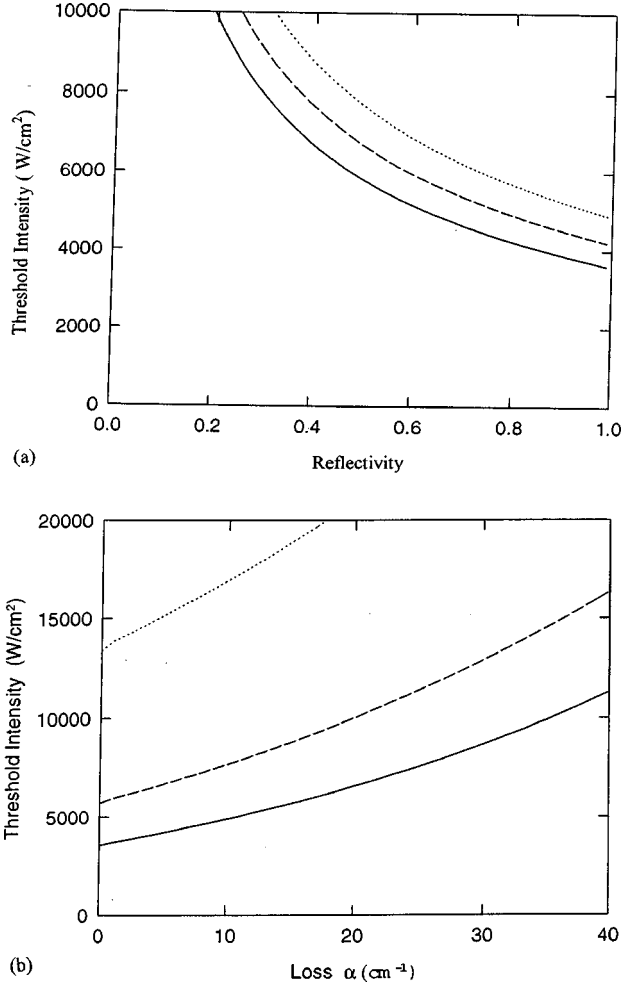 10000
8000
6000
4000
2000
0
Threshold Intensity ( W/cm²)
0.0 0.2 0.4 0.6 0.8 1.0
(a)
Reflectivity
20000
15000
10000
5000
0
Threshold Intensity (W/cm²)
0 10 20 30 40
(b)
Loss α (cm⁻¹)